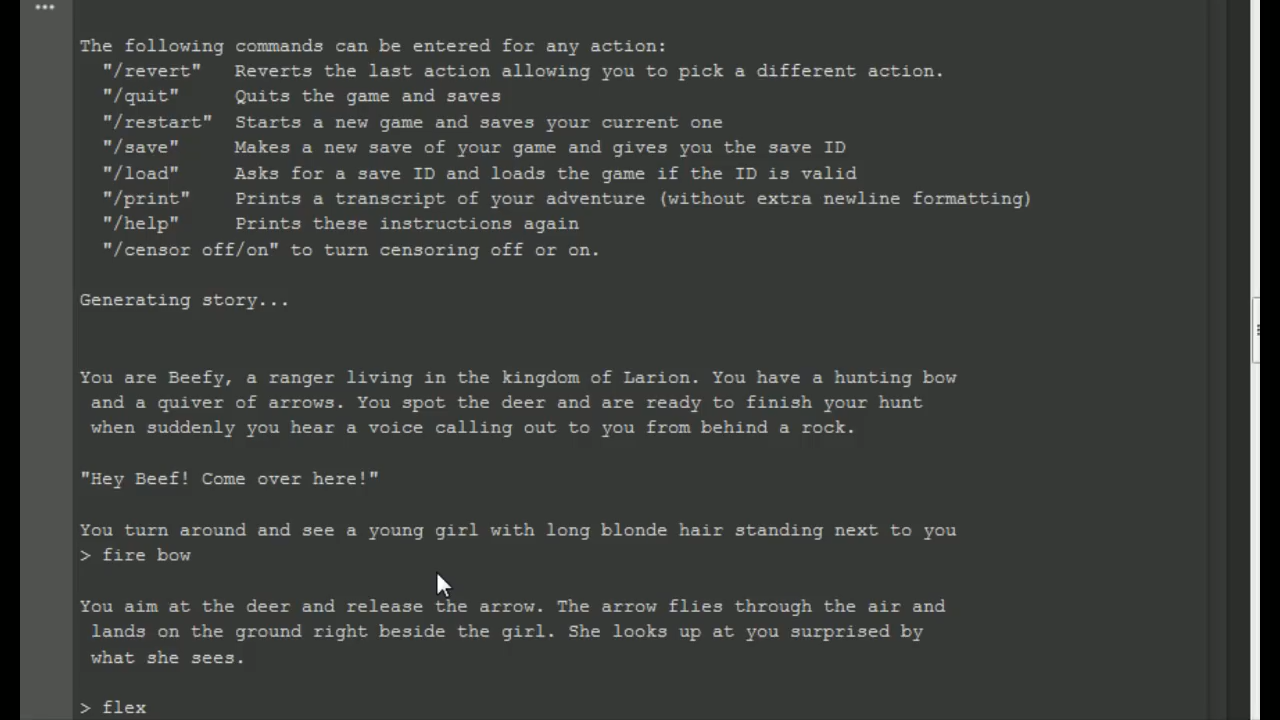 The following commands can be entered for any action:
"/revert" Reverts the last action allowing you to pick a different action.
"/quit" Quits the game and saves
"/restart" Starts a new game and saves your current one
"/save" Makes a new save of your game and gives you the save ID
"/load" Asks for a save ID and loads the game if the ID is valid
"/print" Prints a transcript of your adventure (without extra newline formatting)
"/help" Prints these instructions again
"/censor off/on" to turn censoring off or on.
Generating story...
You are Beefy, a ranger living in the kingdom of Larion. You have a hunting bow
and a quiver of arrows. You spot the deer and are ready to finish your hunt
when suddenly you hear a voice calling out to you from behind a rock.
"Hey Beef! Come over here!"
You turn around and see a young girl with long blonde hair standing next to you
> fire bow
You aim at the deer and release the arrow. The arrow flies through the air and
lands on the ground right beside the girl. She looks up at you surprised by
what she sees.
> flex